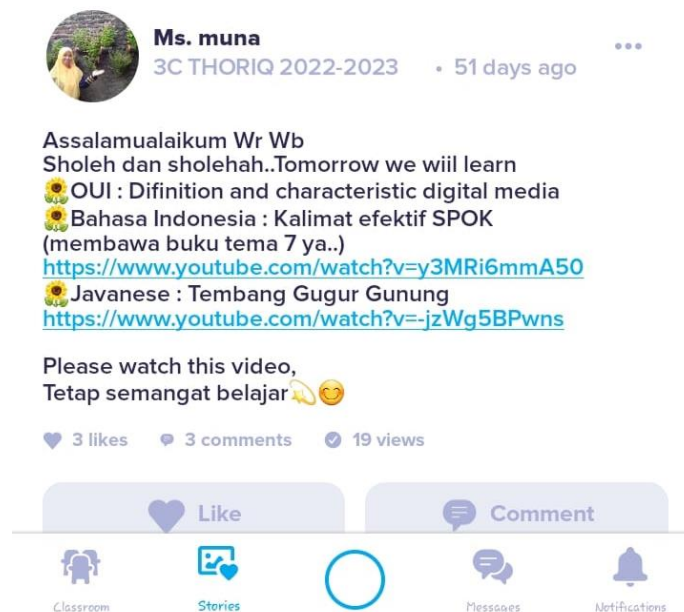 Ms. muna
3C THORIQ 2022-2023 • 51 days ago
Assalamualaikum Wr Wb
Sholeh dan sholehah..Tomorrow we wiil learn
🌻OUI : Difinition and characteristic digital media
🌻Bahasa Indonesia : Kalimat efektif SPOK
(membawa buku tema 7 ya..)
https://www.youtube.com/watch?v=y3MRi6mmA50
🌻Javanese : Tembang Gugur Gunung
https://www.youtube.com/watch?v=-jzWg5BPwns
Please watch this video,
Tetap semangat belajar💫😊
3 likes 3 comments 19 views
Like Comment
Classroom Stories Messages Notifications